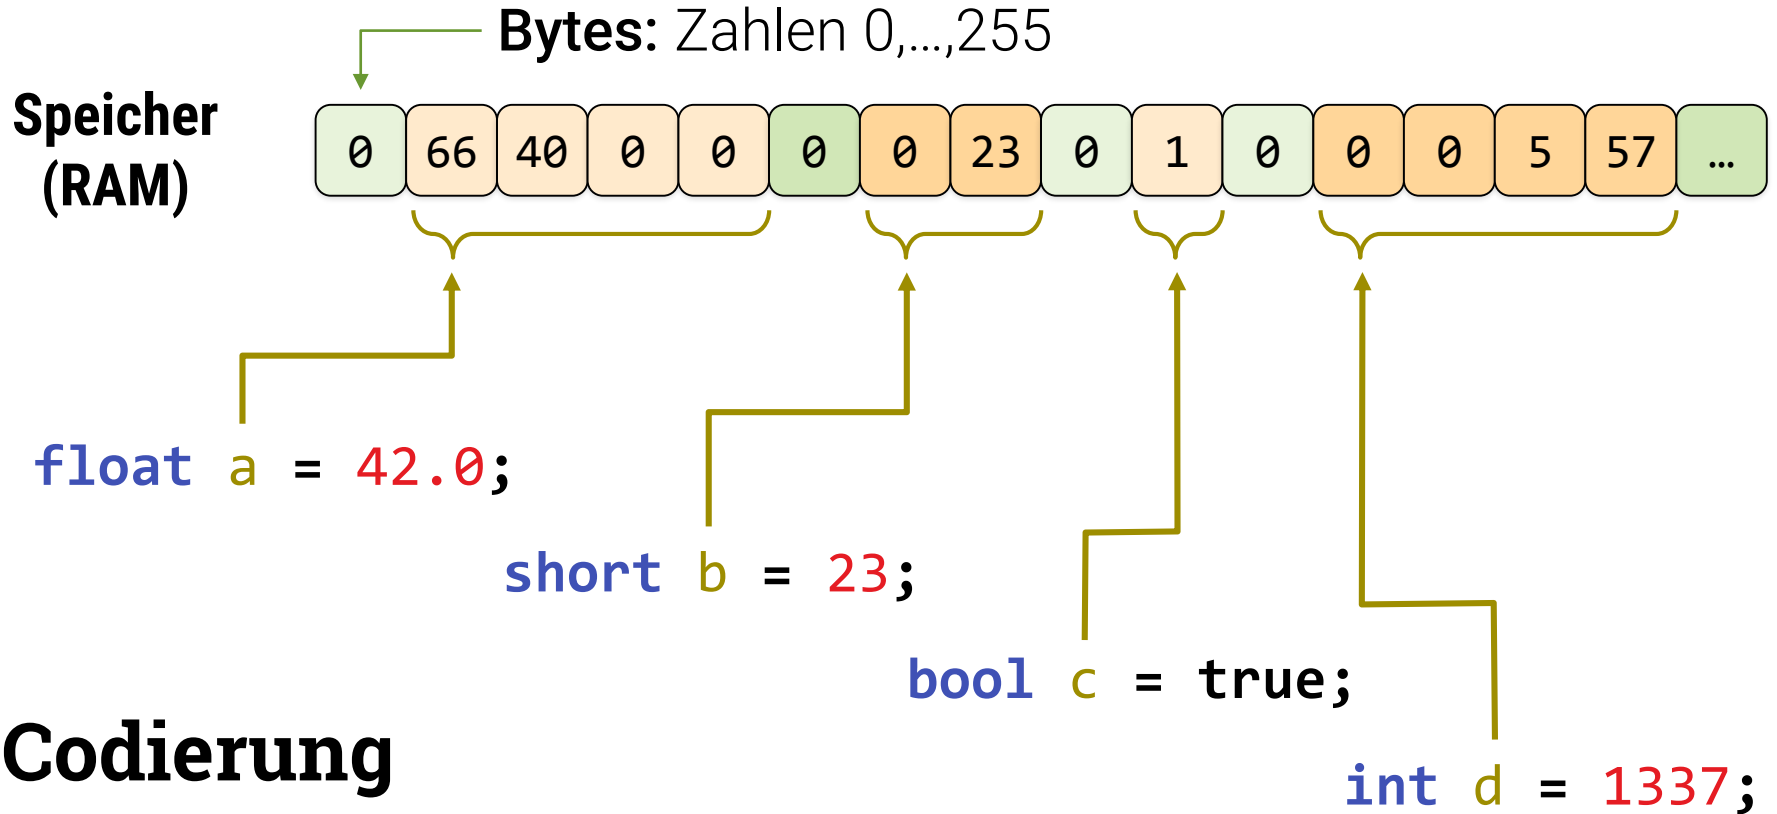 Bytes: Zahlen 0,...,255
Speicher
(RAM)
0 66 40 0 0 0 0 23 0 1 0 0 0 5 57 …
float a = 42.0;
short b = 23;
bool c = true;
Codierung
int d = 1337;